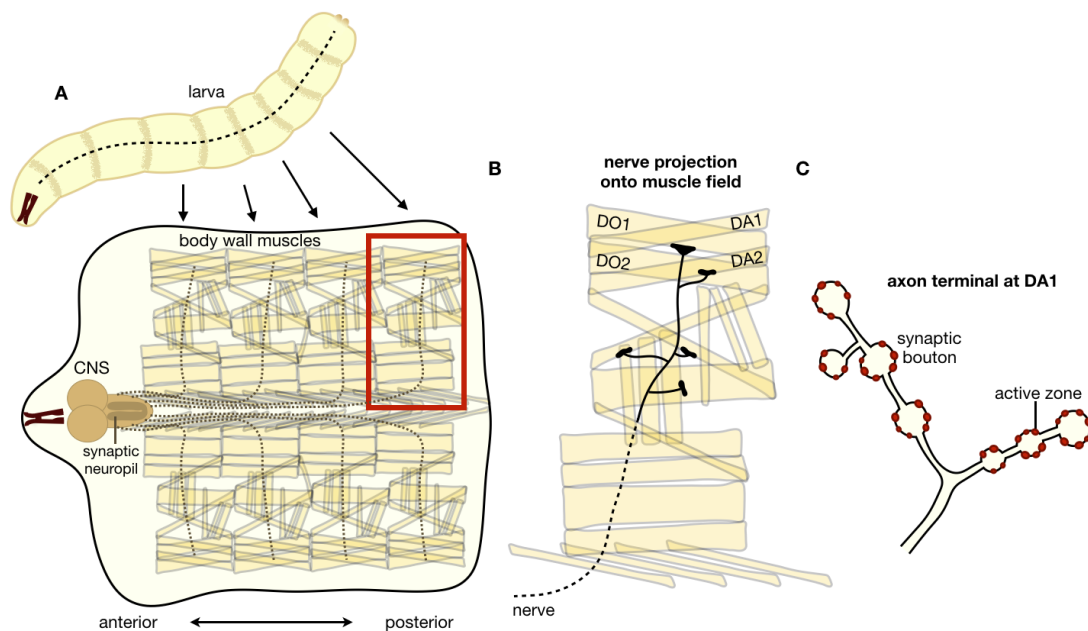 A
larva
body wall muscles
CNS
synaptic
neuropil
anterior
posterior
B
nerve projection
onto muscle field
DO1
DA1
DO2
DA2
nerve
C
axon terminal at DA1
synaptic
bouton
active zone